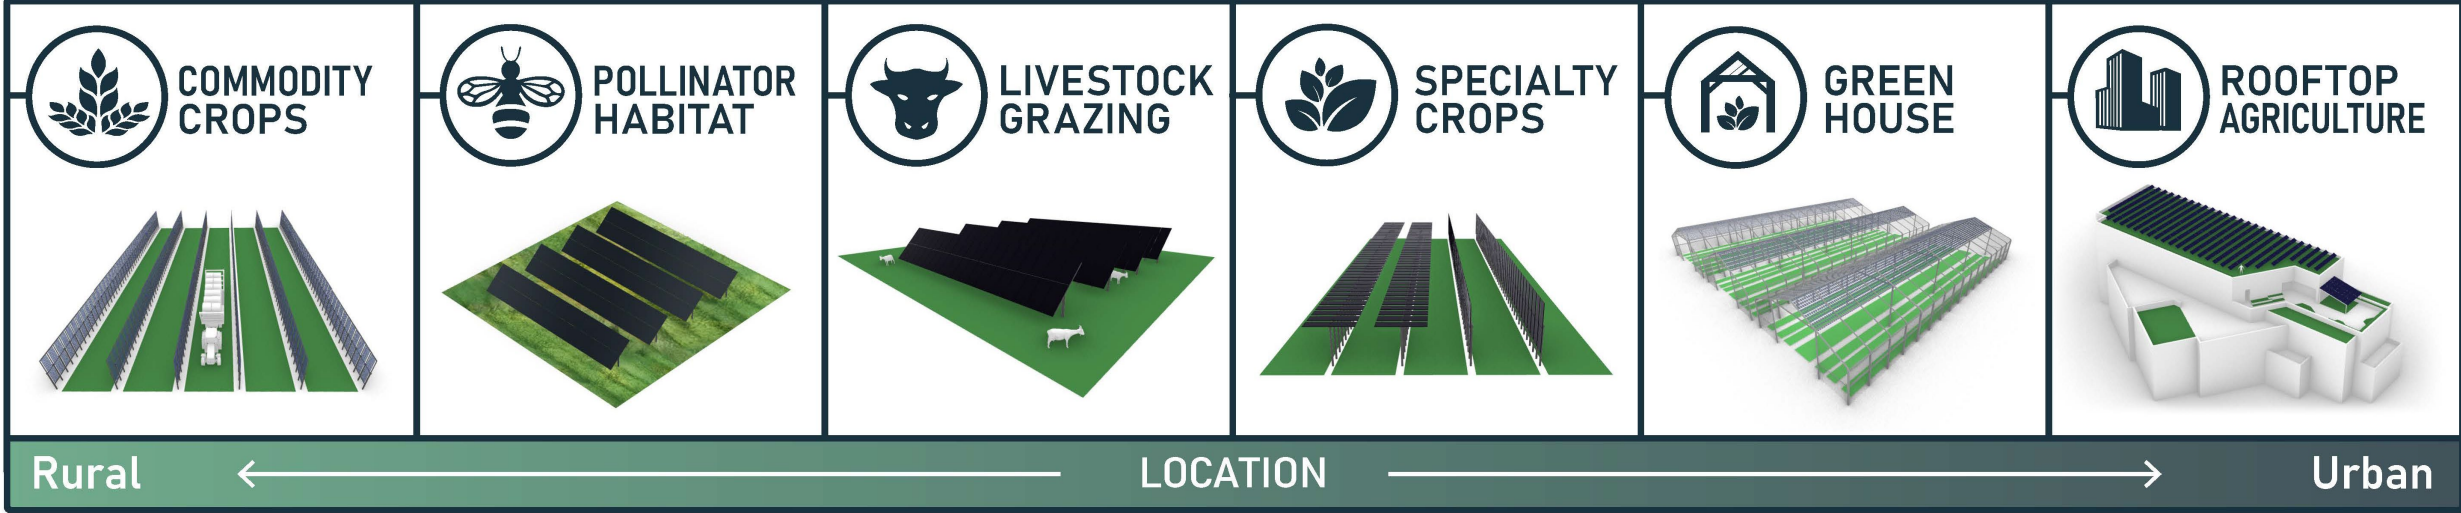 COMMODITY
CROPS
POLLINATOR
HABITAT
LIVESTOCK
GRAZING
SPECIALTY
CROPS
GREEN
HOUSE
ROOFTOP
AGRICULTURE
Rural
LOCATION
Urban